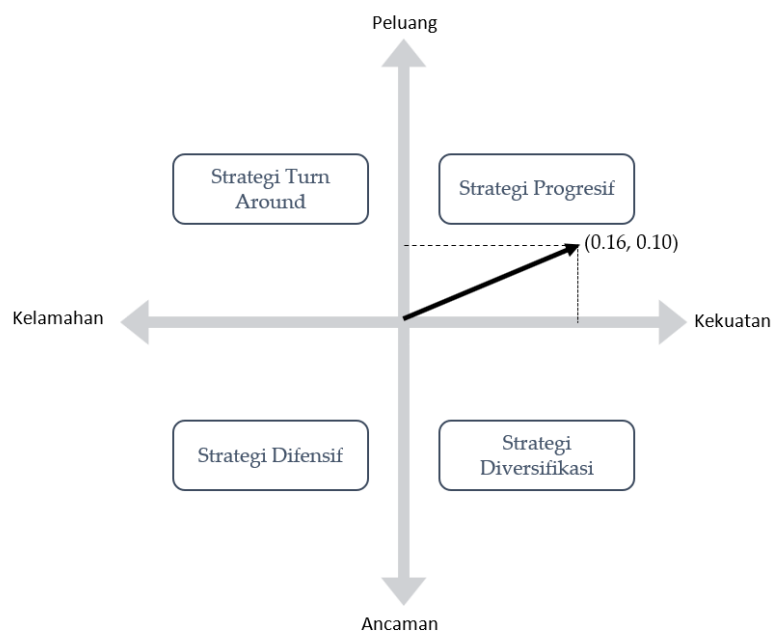 Peluang
Strategi Turn
Around
Strategi Progresif
(0.16, 0.10)
Kelamahan
Kekuatan
Strategi Difensif
Strategi
Diversifikasi
Ancaman